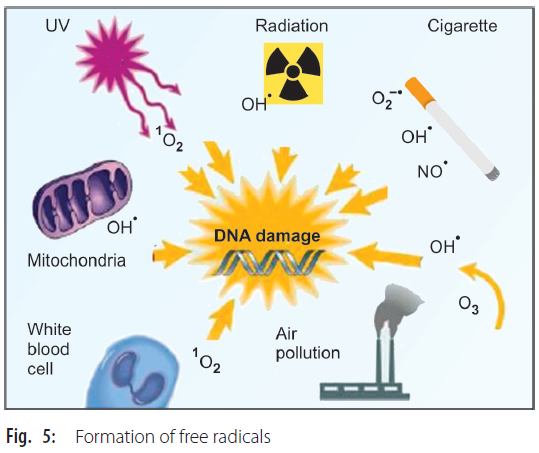 UV
Radiation
Cigarette
OH•
O₂⁻•
¹O₂
OH•
NO•
DNA damage
OH•
Mitochondria
OH•
O₃
White
blood
cell
¹O₂
Air
pollution
Fig. 5: Formation of free radicals